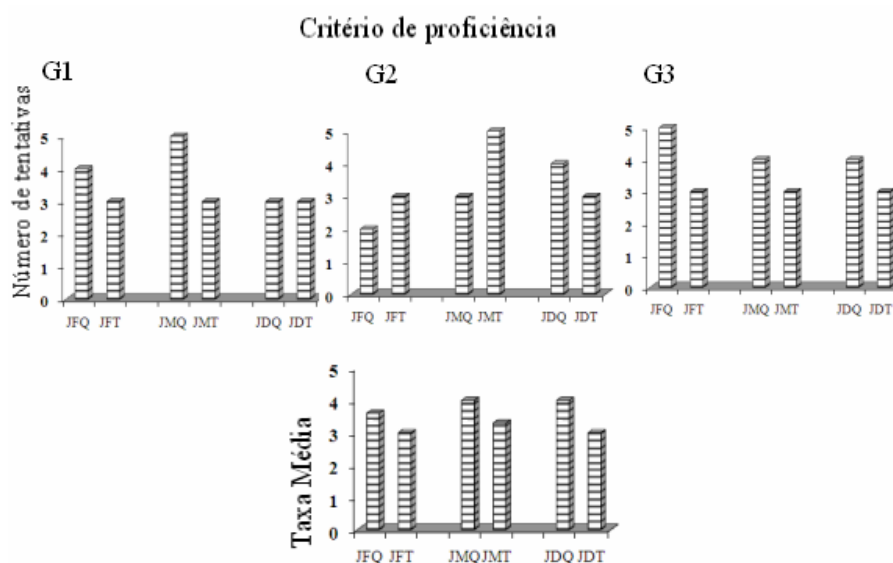 Critério de proficiência
G1
G2
G3
Número de tentativas
5
4
3
2
1
0
JFQ JFT JMQ JMT JDQ JDT
5
4
3
2
1
0
JFQ JFT JMQ JMT JDQ JDT
5
4
3
2
1
0
JFQ JFT JMQ JMT JDQ JDT
Taxa Média
5
4
3
2
1
0
JFQ JFT JMQ JMT JDQ JDT